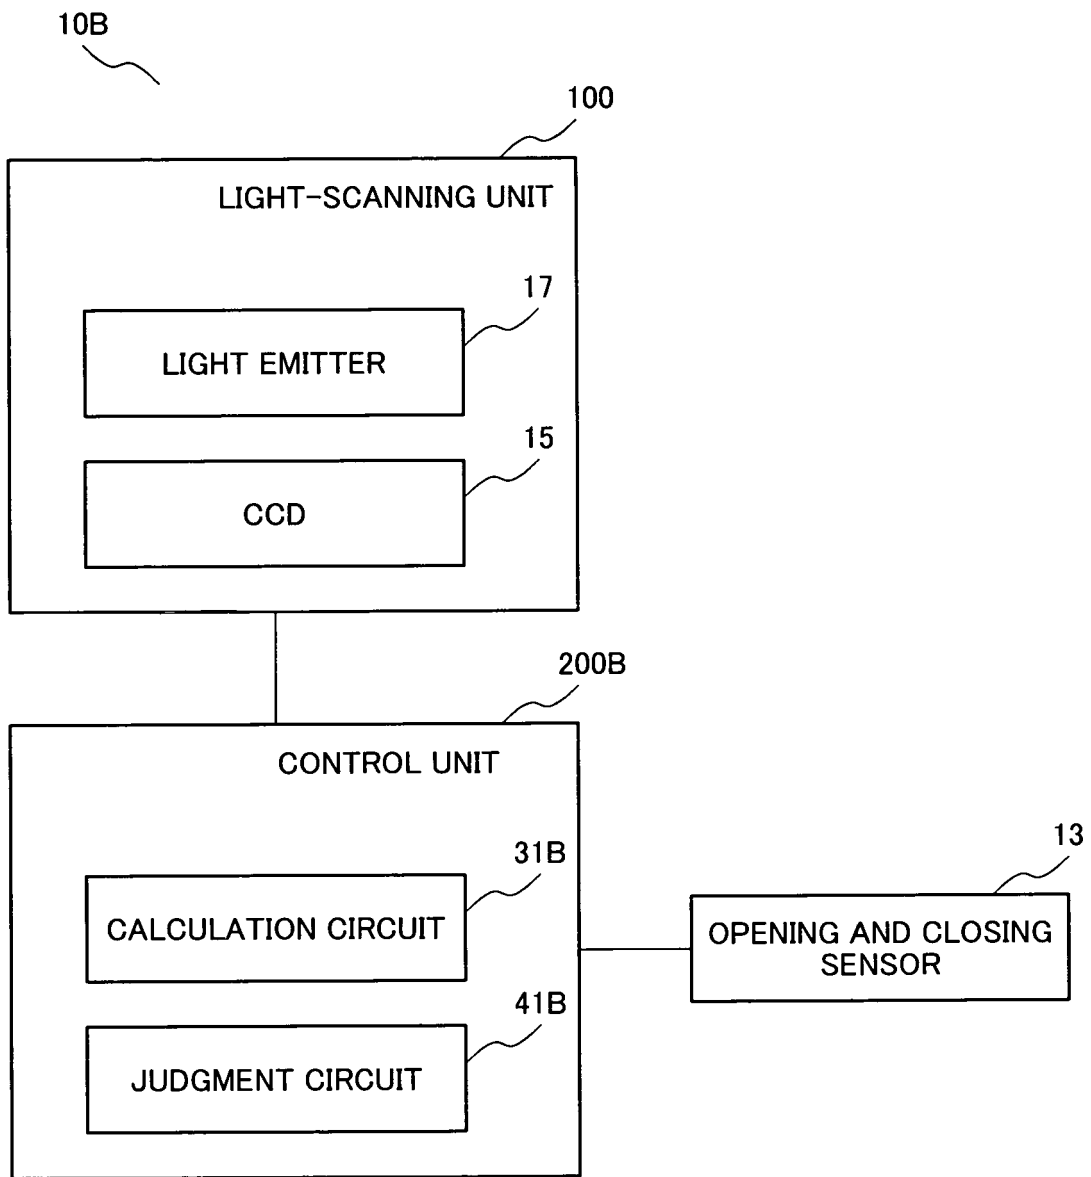 10B
100
LIGHT-SCANNING UNIT
17
LIGHT EMITTER
15
CCD
200B
CONTROL UNIT
31B
CALCULATION CIRCUIT
13
OPENING AND CLOSING
SENSOR
41B
JUDGMENT CIRCUIT